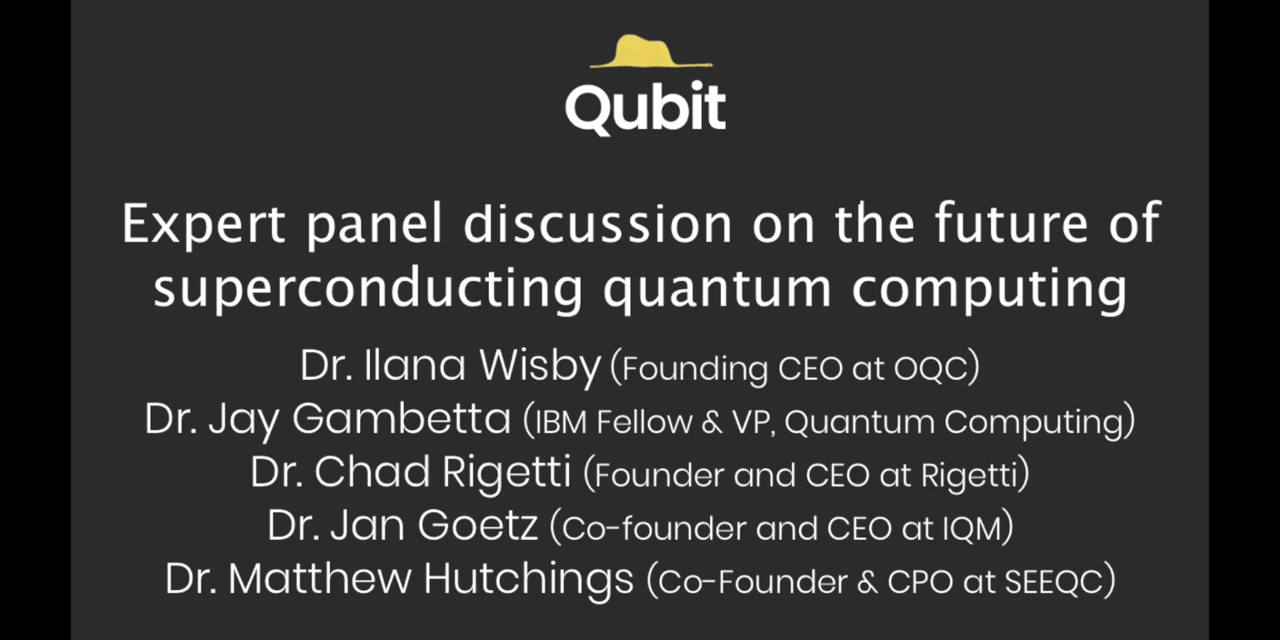 Qubit
Expert panel discussion on the future of
superconducting quantum computing
Dr. Ilana Wisby (Founding CEO at OQC)
Dr. Jay Gambetta (IBM Fellow & VP, Quantum Computing)
Dr. Chad Rigetti (Founder and CEO at Rigetti)
Dr. Jan Goetz (Co-founder and CEO at IQM)
Dr. Matthew Hutchings (Co-Founder & CPO at SEEQC)